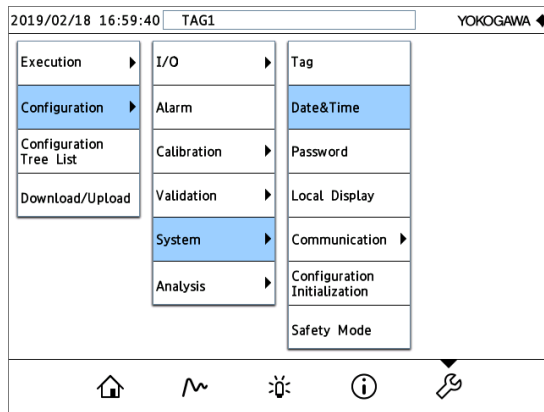 2019/02/18 16:59:40 TAG1 YOKOGAWA
Execution
Configuration
Configuration
Tree List
Download/Upload
I/O
Alarm
Calibration
Validation
System
Analysis
Tag
Date&Time
Password
Local Display
Communication
Configuration
Initialization
Safety Mode